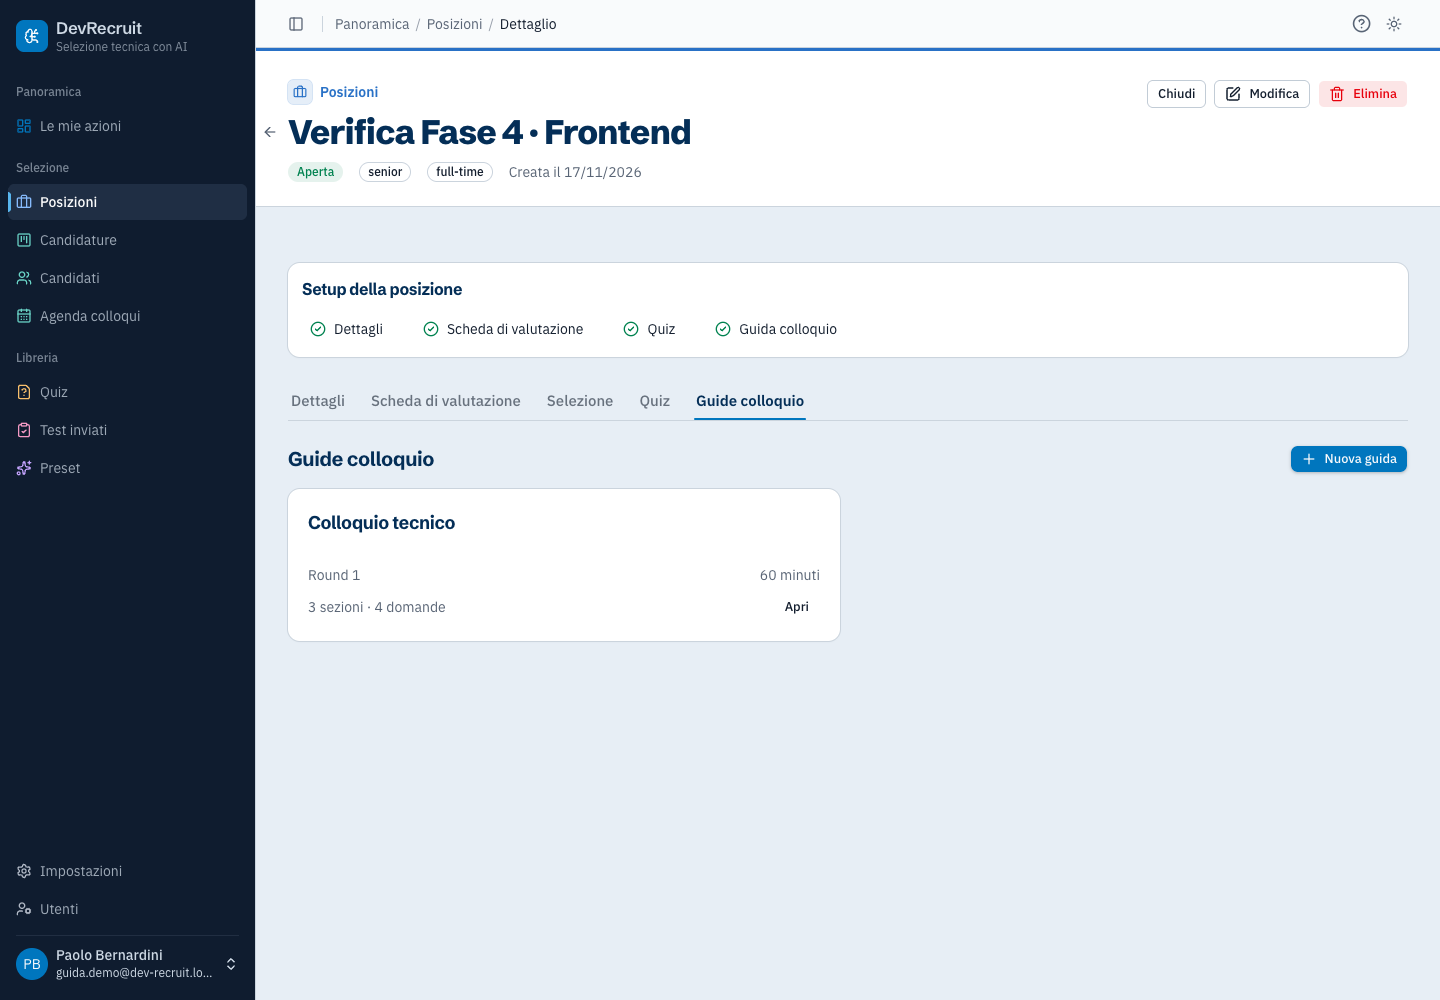 DevRecruit
Selezione tecnica con AI
Panoramica
Le mie azioni
Selezione
Posizioni
Candidature
Candidati
Agenda colloqui
Libreria
Quiz
Test inviati
Preset
Impostazioni
Utenti
PB
Paolo Bernardini
guida.demo@dev-recruit.lo...
Panoramica / Posizioni / Dettaglio
Posizioni
Chiudi
Modifica
Elimina
Verifica Fase 4 · Frontend
Aperta senior full-time Creata il 17/11/2026
Setup della posizione
Dettagli Scheda di valutazione Quiz Guida colloquio
Dettagli Scheda di valutazione Selezione Quiz Guide colloquio
Guide colloquio
Nuova guida
Colloquio tecnico
Round 1 60 minuti
3 sezioni · 4 domande Apri